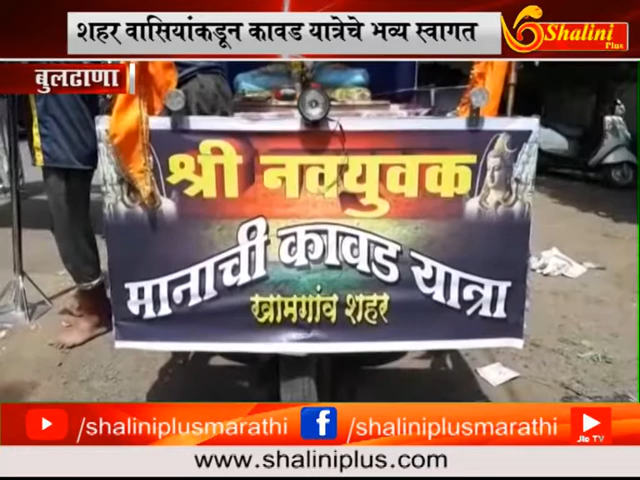 शहर वासियांकडून कावड यात्रेचे भव्य स्वागत
Shalini
Plus
बुलढाणा
श्री नवयुवक
मानाची कावड यात्रा
खामगांव शहर
/shaliniplusmarathi
/shaliniplusmarathi
Jio TV
www.shaliniplus.com